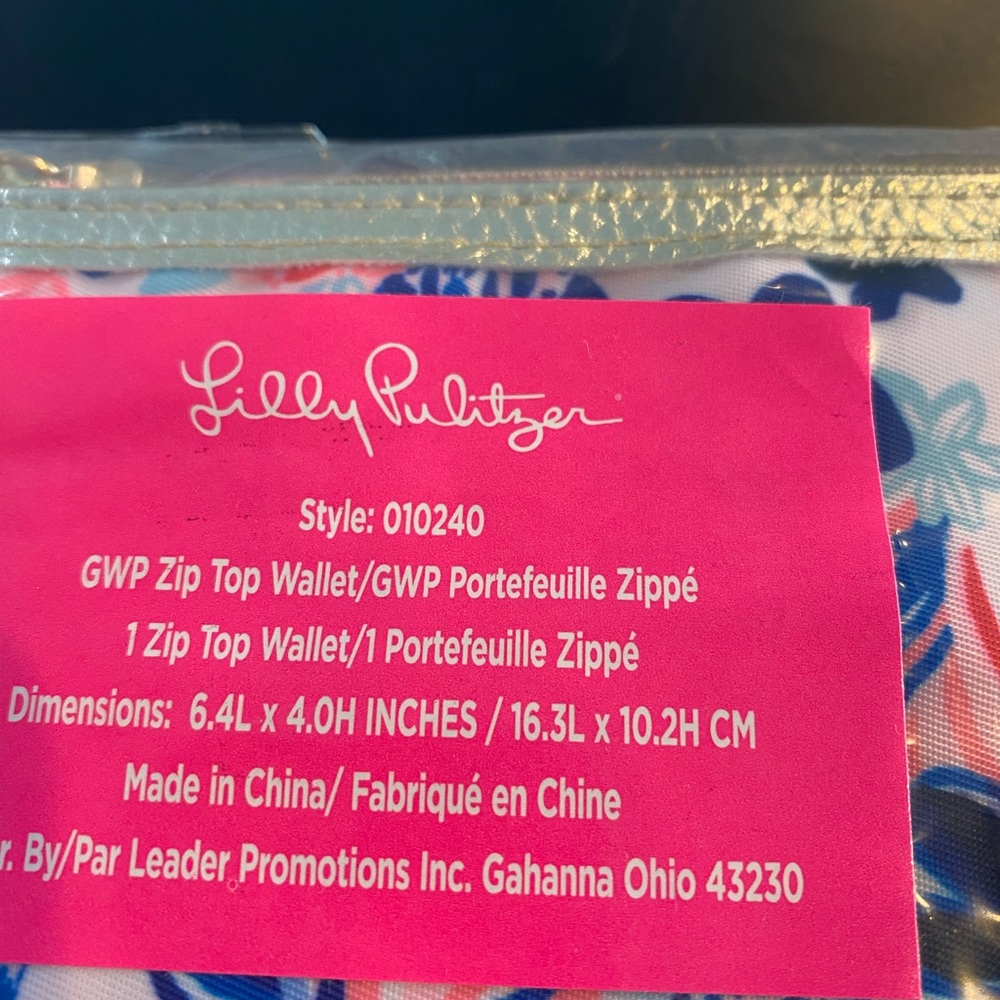 Lilly Pulitzer
Style: 010240
GWP Zip Top Wallet/GWP Portefeuille Zippé
1 Zip Top Wallet/1 Portefeuille Zippé
Dimensions: 6.4L x 4.0H INCHES / 16.3L x 10.2H CM
Made in China/ Fabriqué en Chine
r. By/Par Leader Promotions Inc. Gahanna Ohio 43230